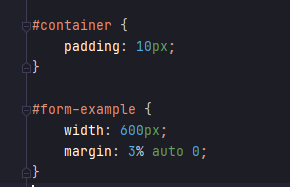 #container {
    padding: 10px;
}

#form-example {
    width: 600px;
    margin: 3% auto 0;
}